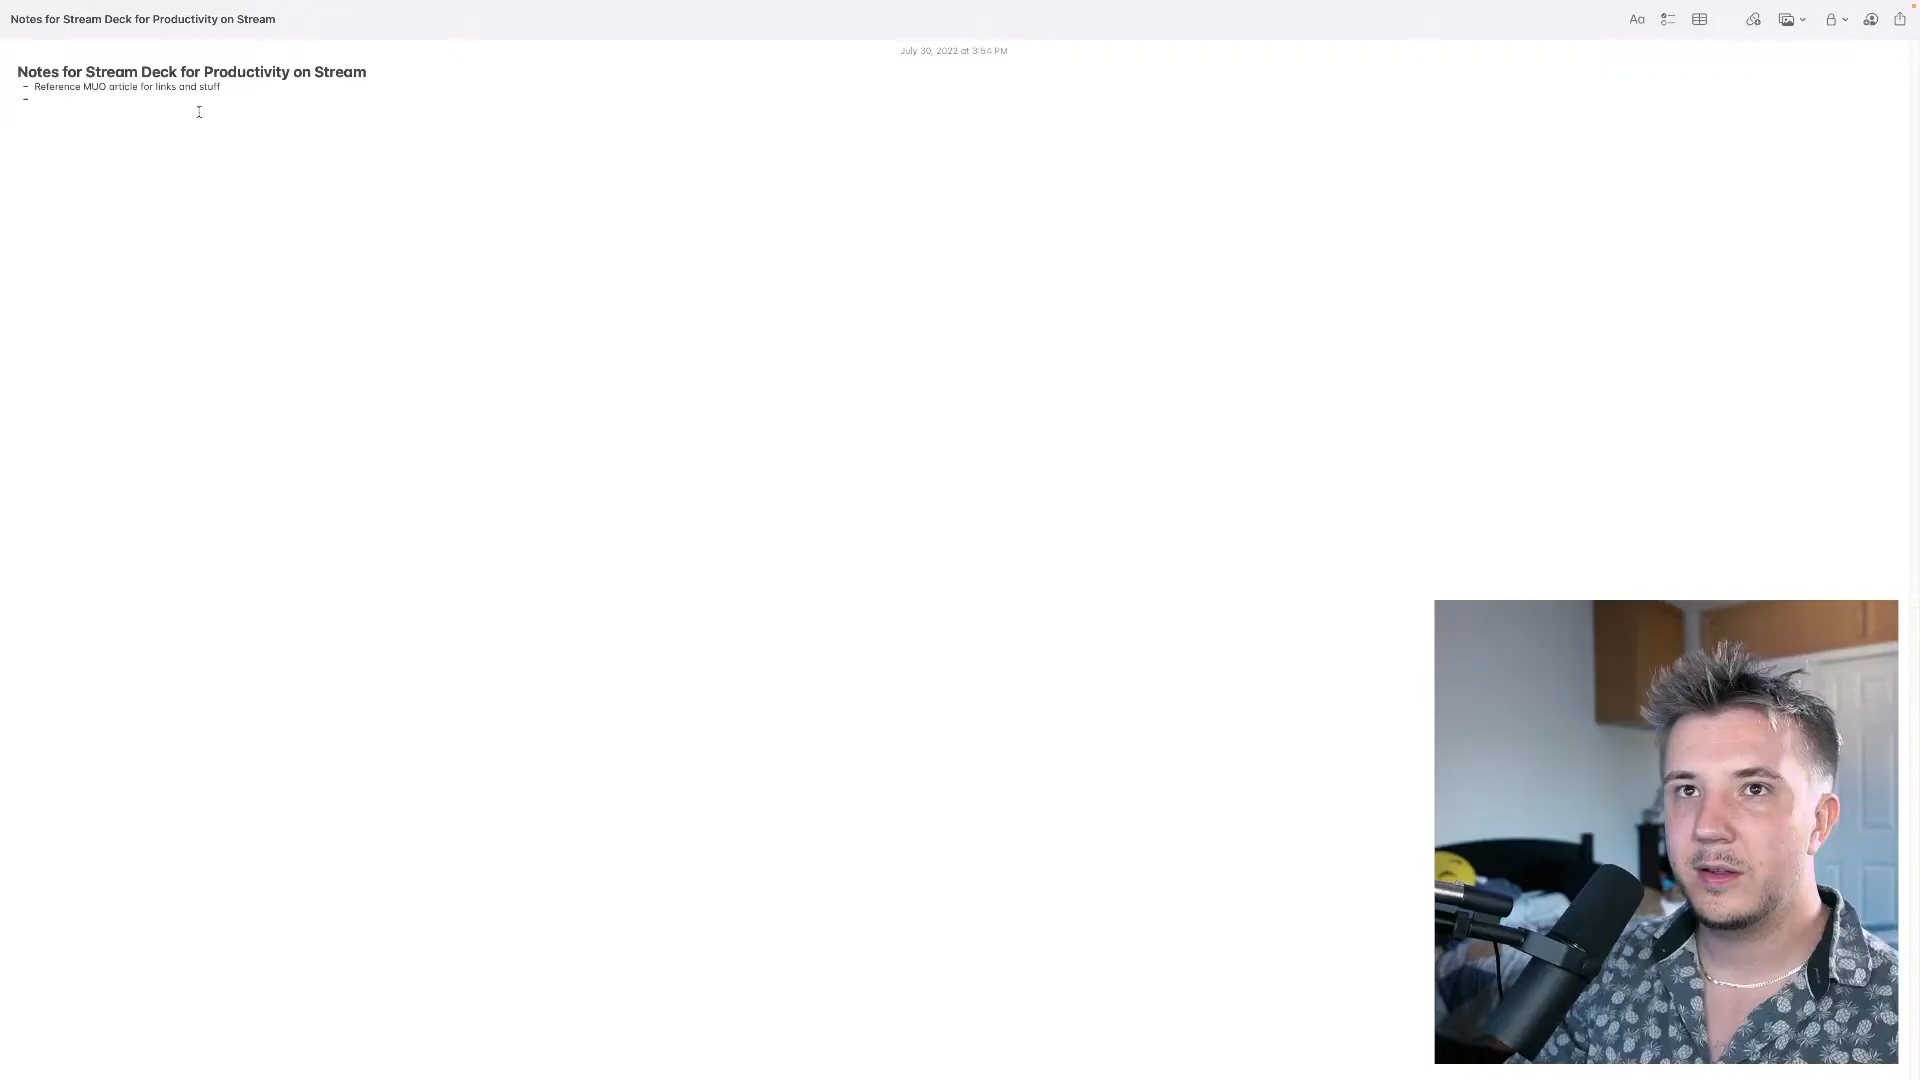 Notes for Stream Deck for Productivity on Stream
Aa
July 30, 2022 at 3:54 PM
Notes for Stream Deck for Productivity on Stream
– Reference MUO article for links and stuff
–